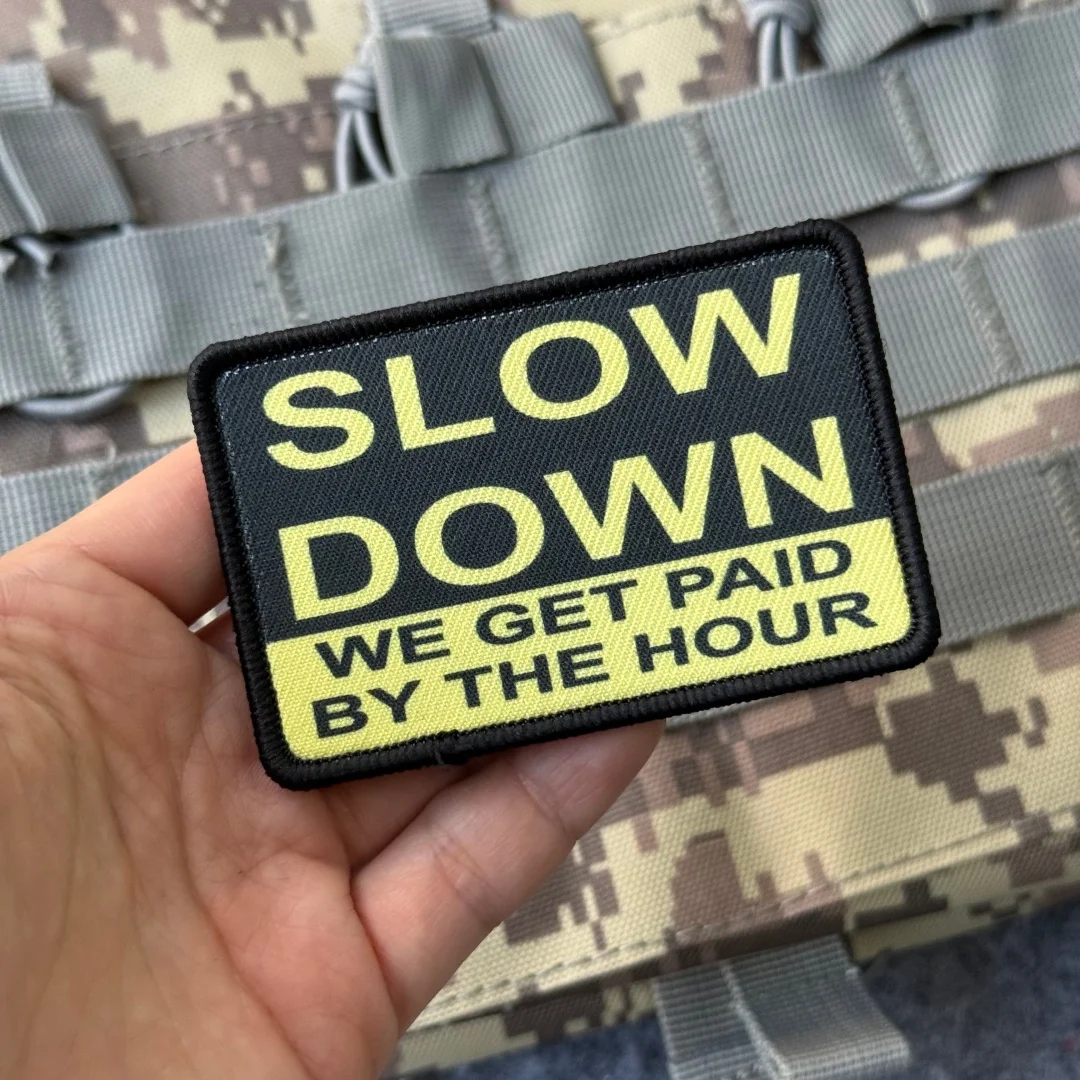 SLOW
DOWN
WE GET PAID
BY THE HOUR